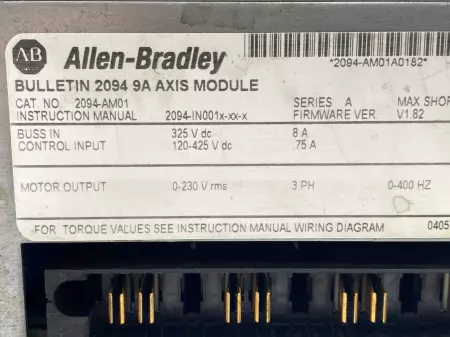 AB Allen-Bradley
*2094-AM01A0182*
BULLETIN 2094 9A AXIS MODULE
CAT. NO. 2094-AM01 SERIES A MAX SHOR
INSTRUCTION MANUAL 2094-IN001x-xx-x FIRMWARE VER. V1.82
BUSS IN 325 V dc 8 A
CONTROL INPUT 120-425 V dc .75 A
MOTOR OUTPUT 0-230 V rms 3 PH 0-400 HZ
FOR TORQUE VALUES SEE INSTRUCTION MANUAL WIRING DIAGRAM 0405